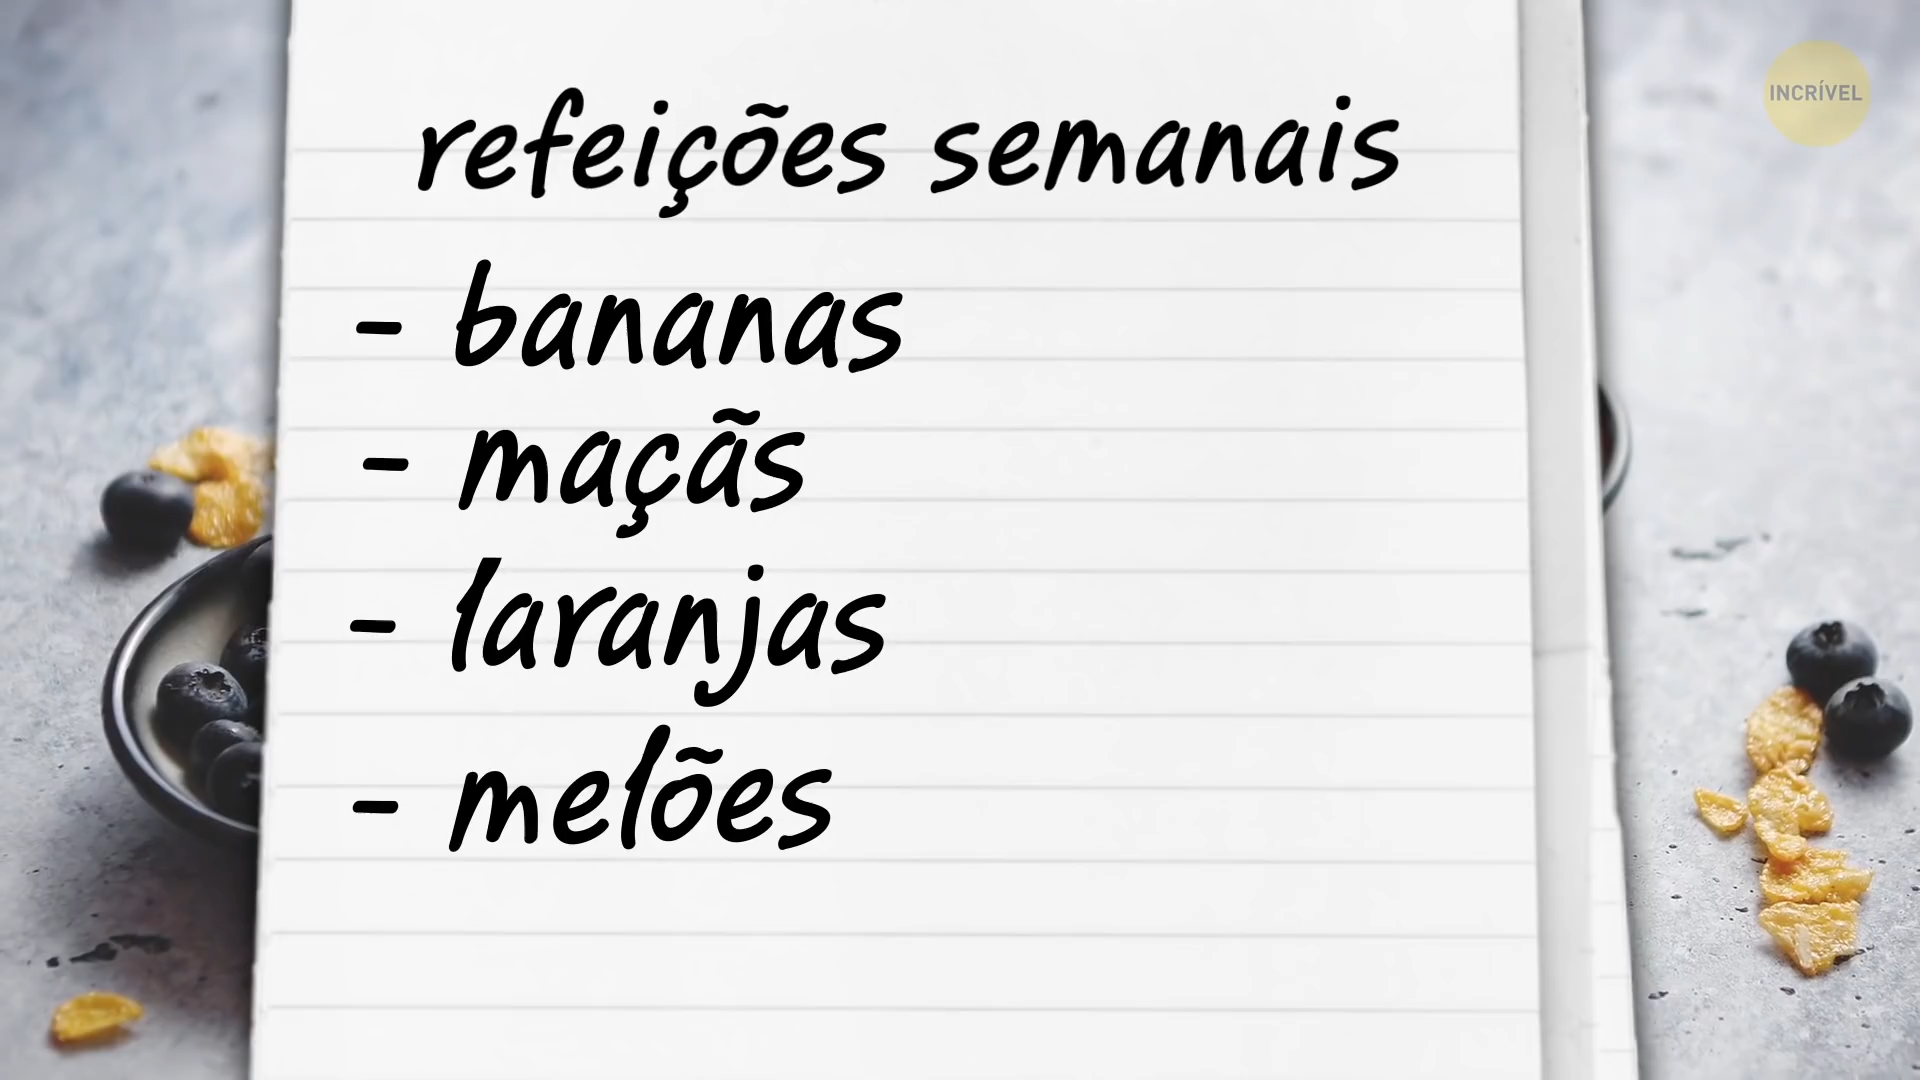 INCRÍVEL
refeições semanais
- bananas
- maçãs
- laranjas
- melões